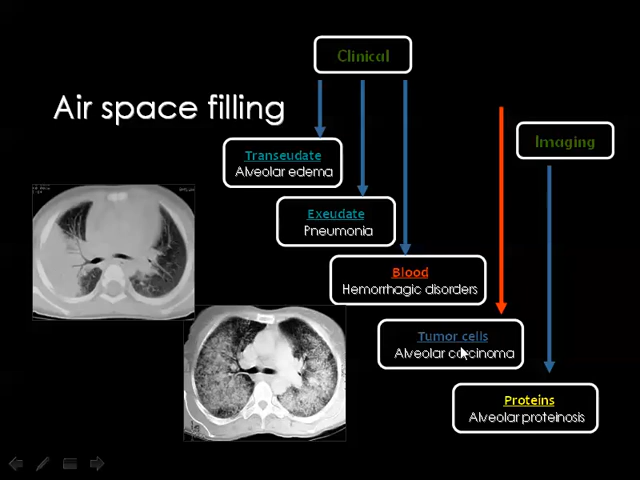 Clinical
Air space filling
Imaging
Transeudate
Alveolar edema
Exeudate
Pneumonia
Blood
Hemorrhagic disorders
Tumor cells
Alveolar carcinoma
Proteins
Alveolar proteinosis